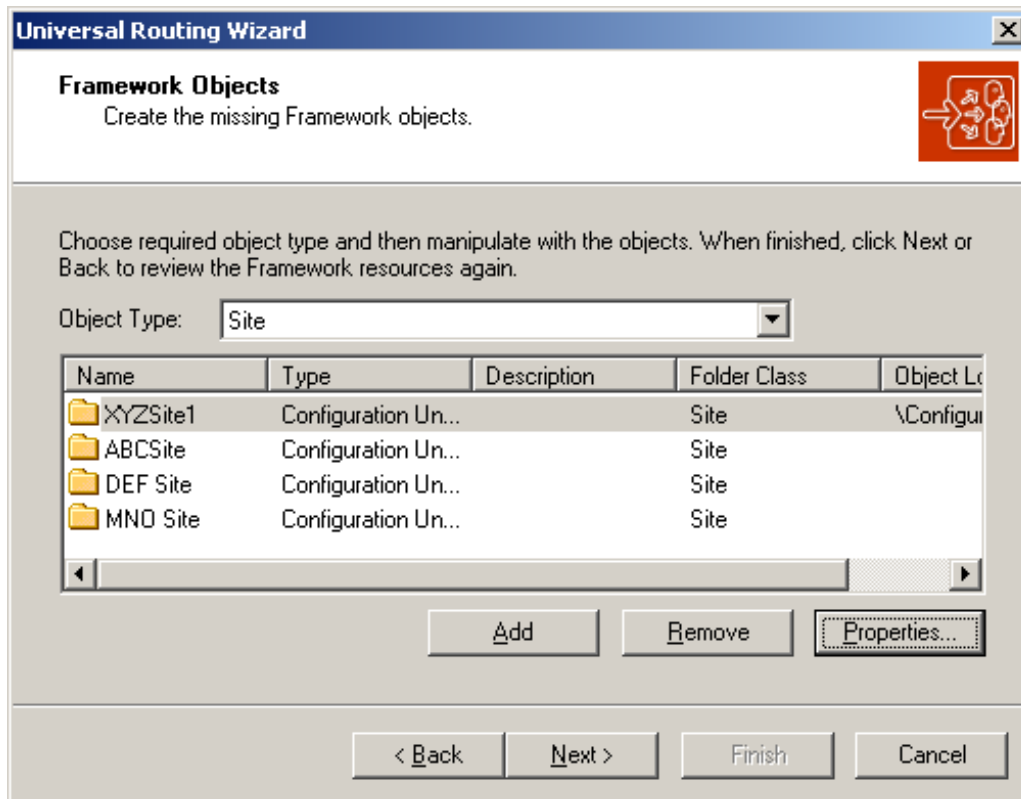 Universal Routing Wizard
Framework Objects
Create the missing Framework objects.
Choose required object type and then manipulate with the objects. When finished, click Next or
Back to review the Framework resources again.
Object Type: Site
Name Type Description Folder Class Object Lo
XYZSite1 Configuration Un... Site \Configur
ABCSite Configuration Un... Site
DEF Site Configuration Un... Site
MNO Site Configuration Un... Site
Add Remove Properties...
< Back Next > Finish Cancel